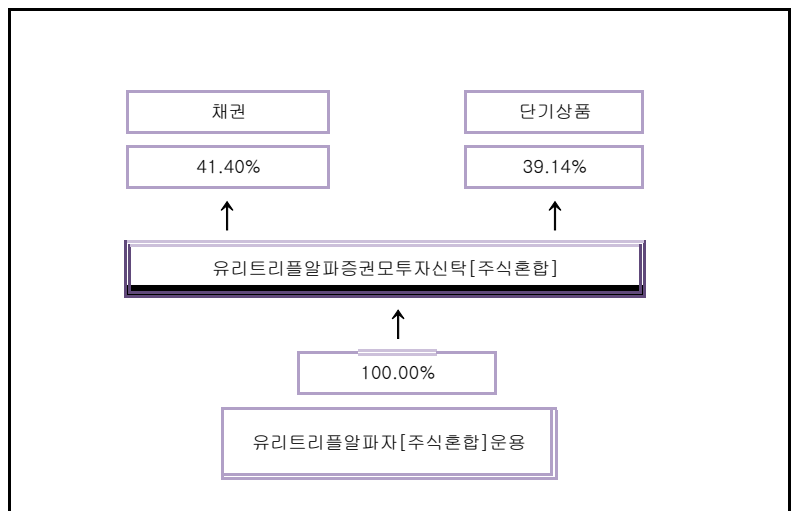 채권
단기상품
41.40%
39.14%
유리트리플알파증권모투자신탁[주식혼합]
100.00%
유리트리플알파자[주식혼합]운용